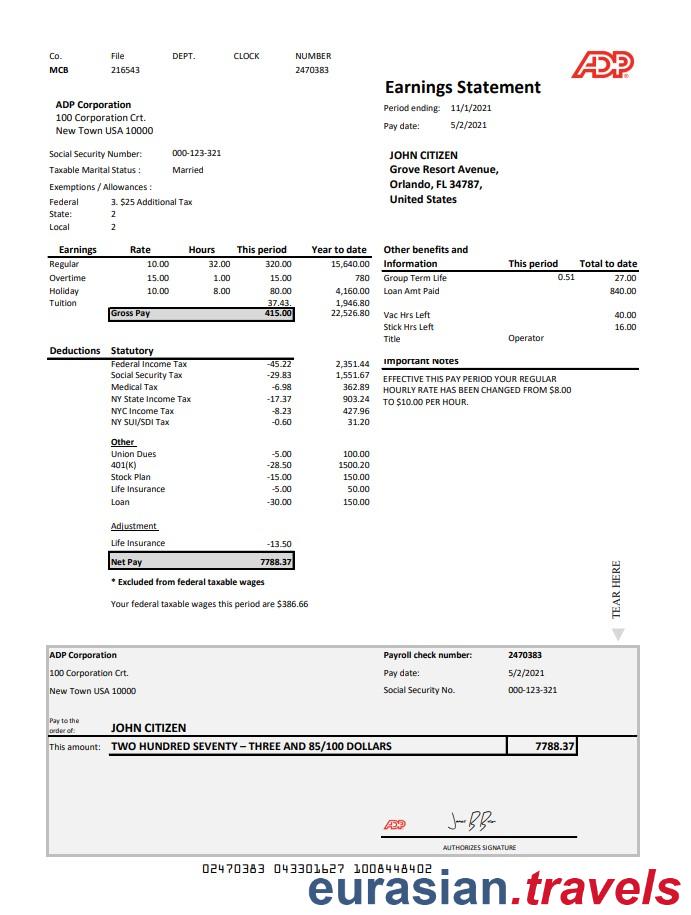 Co. File DEPT. CLOCK NUMBER
MCB 216543 2470383
ADP
Earnings Statement
Period ending: 11/1/2021
Pay date: 5/2/2021
ADP Corporation
100 Corporation Crt.
New Town USA 10000
Social Security Number: 000-123-321
Taxable Marital Status : Married
Exemptions / Allowances :
Federal 3. $25 Additional Tax
State: 2
Local 2
JOHN CITIZEN
Grove Resort Avenue,
Orlando, FL 34787,
United States
Earnings Rate Hours This period Year to date
Regular 10.00 32.00 320.00 15,640.00
Overtime 15.00 1.00 15.00 780
Holiday 10.00 8.00 80.00 4,160.00
Tuition 37.43. 1,946.80
Gross Pay 415.00 22,526.80
Other benefits and
Information This period Total to date
Group Term Life 0.51 27.00
Loan Amt Paid 840.00
Vac Hrs Left 40.00
Stick Hrs Left 16.00
Title Operator
Important Notes
EFFECTIVE THIS PAY PERIOD YOUR REGULAR
HOURLY RATE HAS BEEN CHANGED FROM $8.00
TO $10.00 PER HOUR.
Deductions Statutory
Federal Income Tax -45.22 2,351.44
Social Security Tax -29.83 1,551.67
Medical Tax -6.98 362.89
NY State Income Tax -17.37 903.24
NYC Income Tax -8.23 427.96
NY SUI/SDI Tax -0.60 31.20
Other
Union Dues -5.00 100.00
401(K) -28.50 1500.20
Stock Plan -15.00 150.00
Life Insurance -5.00 50.00
Loan -30.00 150.00
Adjustment
Life Insurance -13.50
Net Pay 7788.37
* Excluded from federal taxable wages
Your federal taxable wages this period are $386.66
TEAR HERE
ADP Corporation
100 Corporation Crt.
New Town USA 10000
Payroll check number: 2470383
Pay date: 5/2/2021
Social Security No. 000-123-321
Pay to the
order of: JOHN CITIZEN
This amount: TWO HUNDRED SEVENTY – THREE AND 85/100 DOLLARS 7788.37
ADP
AUTHORIZES SIGNATURE
02470383 043301627 1008448402
eurasian.travels